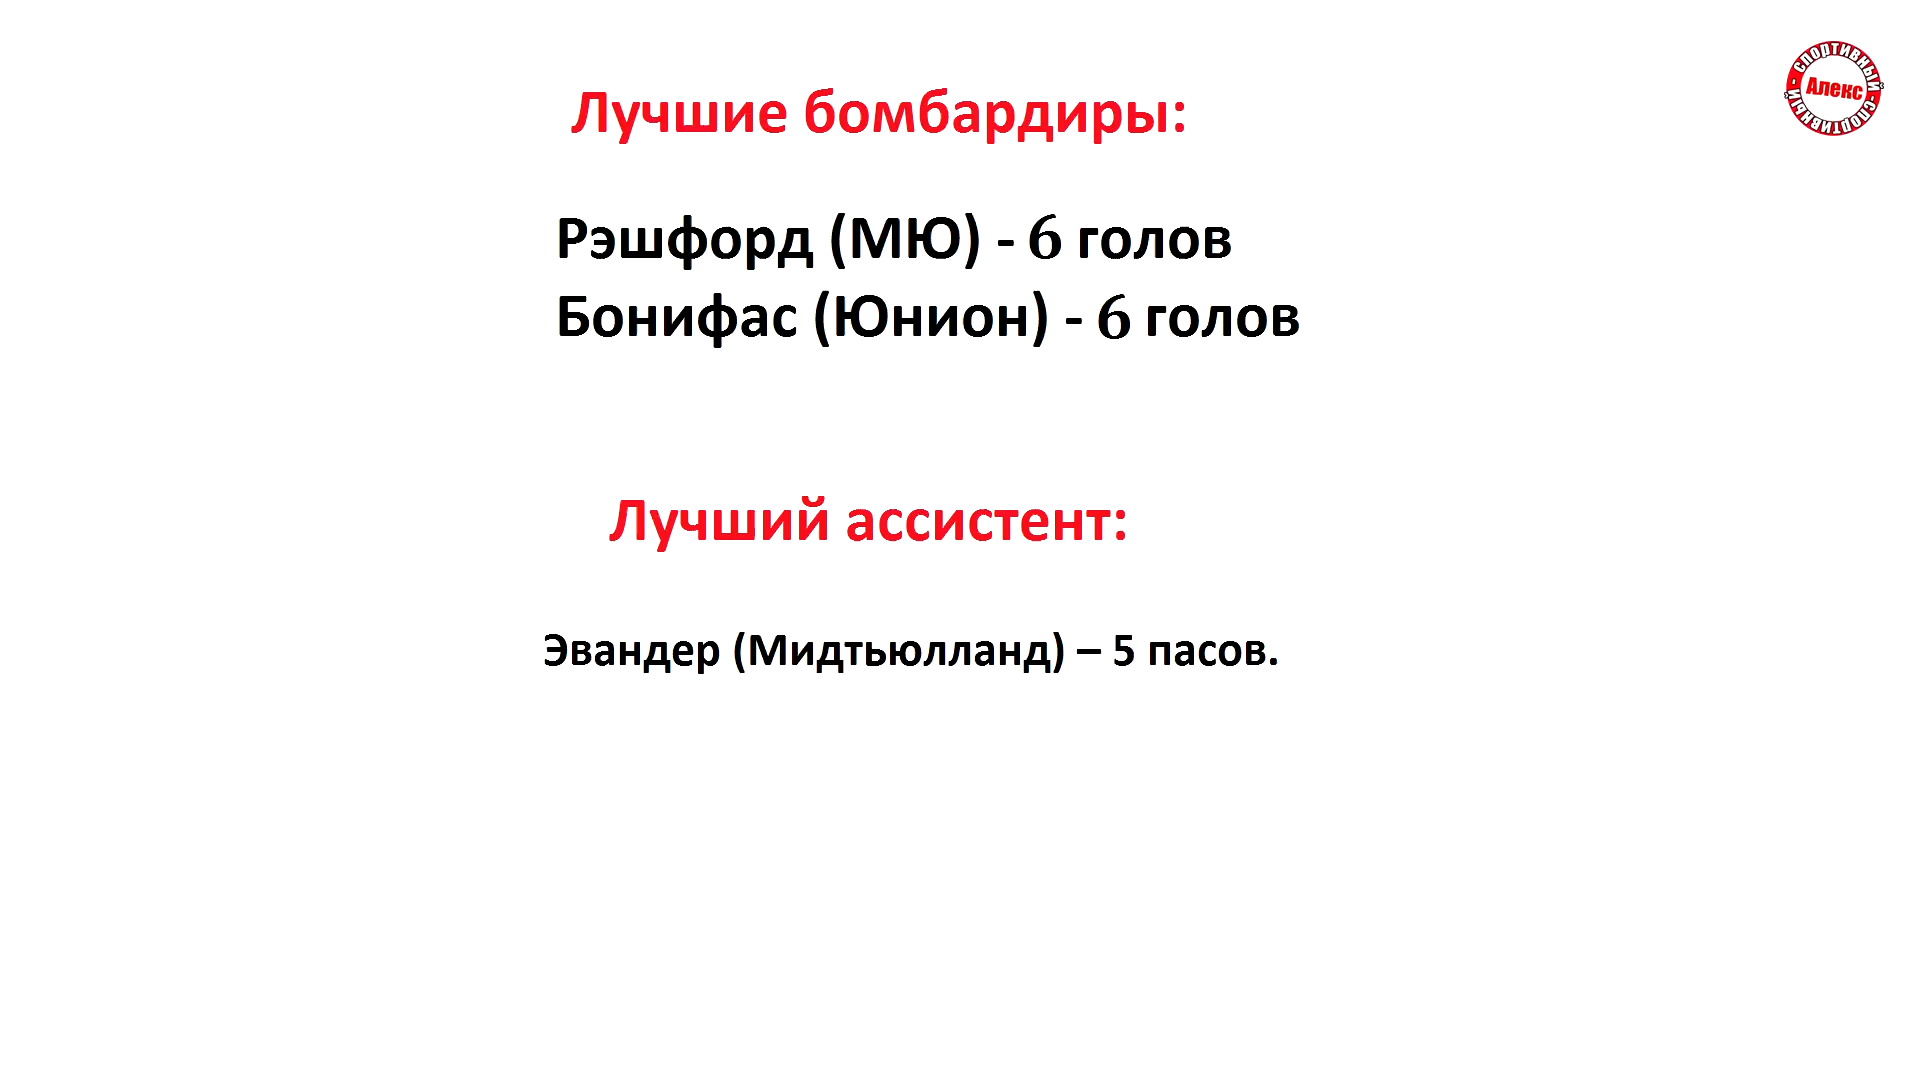 Лучшие бомбардиры:
СПОРТИВНЫЙ
Алекс
СПОРТИВНЫЙ
Рэшфорд (МЮ) - 6 голов
Бонифас (Юнион) - 6 голов
Лучший ассистент:
Эвандер (Мидтьюлланд) – 5 пасов.